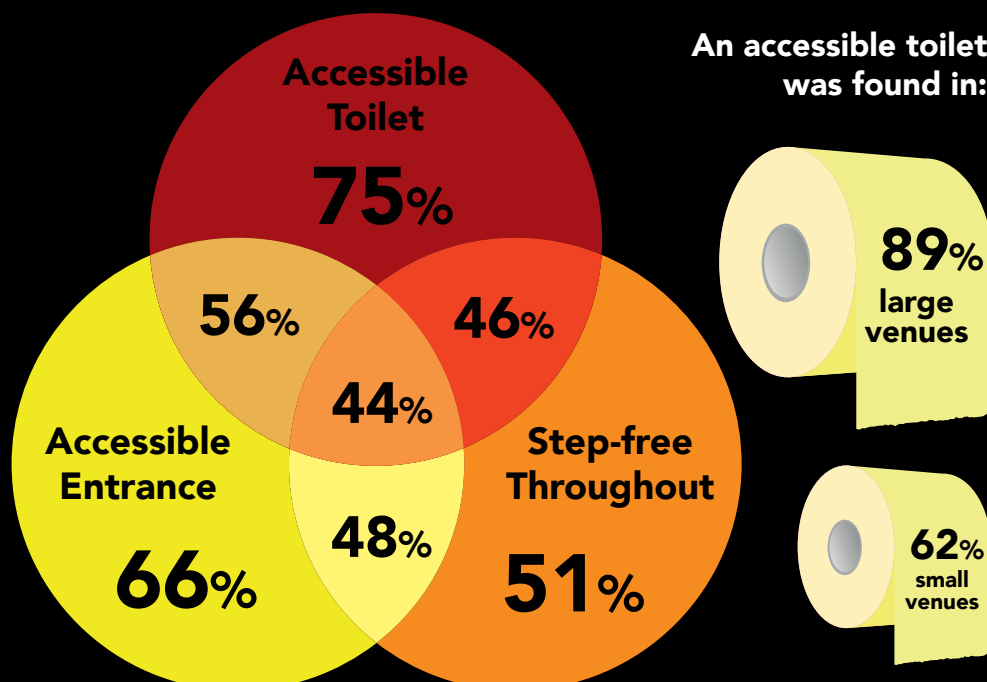 Accessible
Toilet
75%
56%
46%
44%
Accessible
Entrance
66%
Step-free
Throughout
51%
48%
An accessible toilet
was found in:
89%
large
venues
62%
small
venues